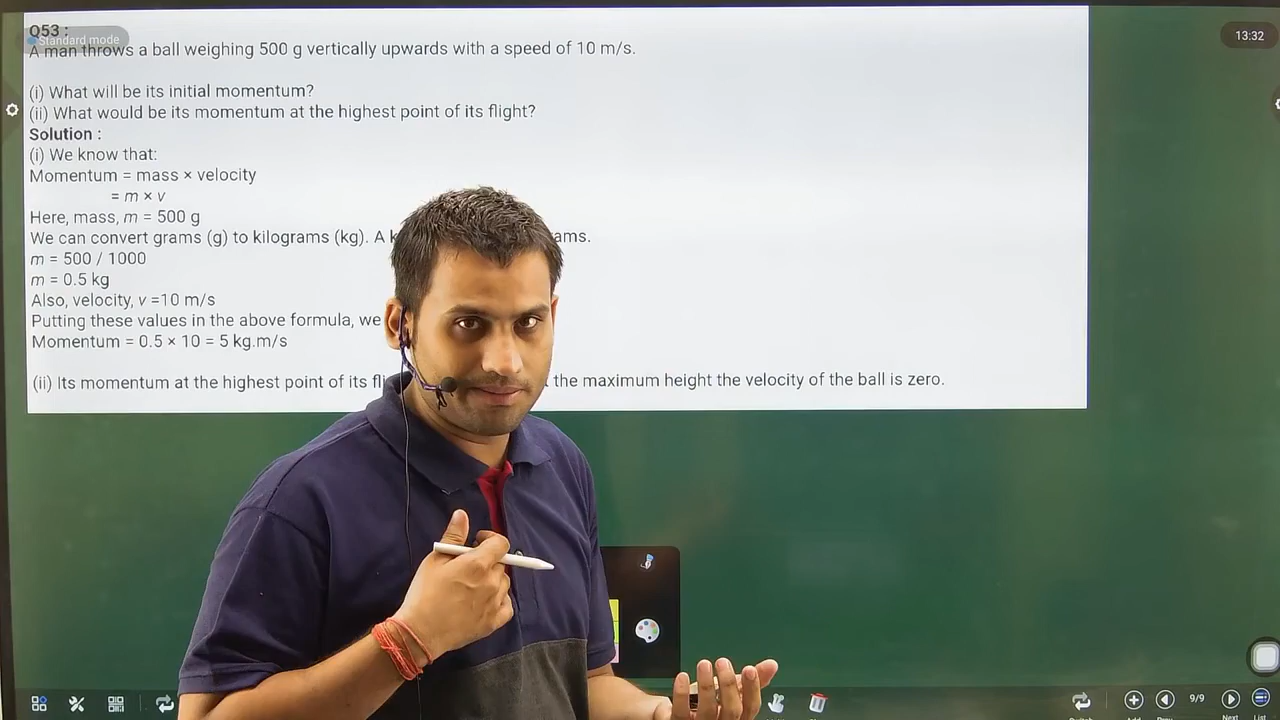 Q53 :
Standard mode
13:32
A man throws a ball weighing 500 g vertically upwards with a speed of 10 m/s.
(i) What will be its initial momentum?
(ii) What would be its momentum at the highest point of its flight?
Solution :
(i) We know that:
Momentum = mass × velocity
= m × v
Here, mass, m = 500 g
We can convert grams (g) to kilograms (kg). A
m = 500 / 1000
m = 0.5 kg
Also, velocity, v =10 m/s
Putting these values in the above formula, we
Momentum = 0.5 × 10 = 5 kg.m/s
(ii) Its momentum at the highest point of its the maximum height the velocity of the ball is zero.
9/9